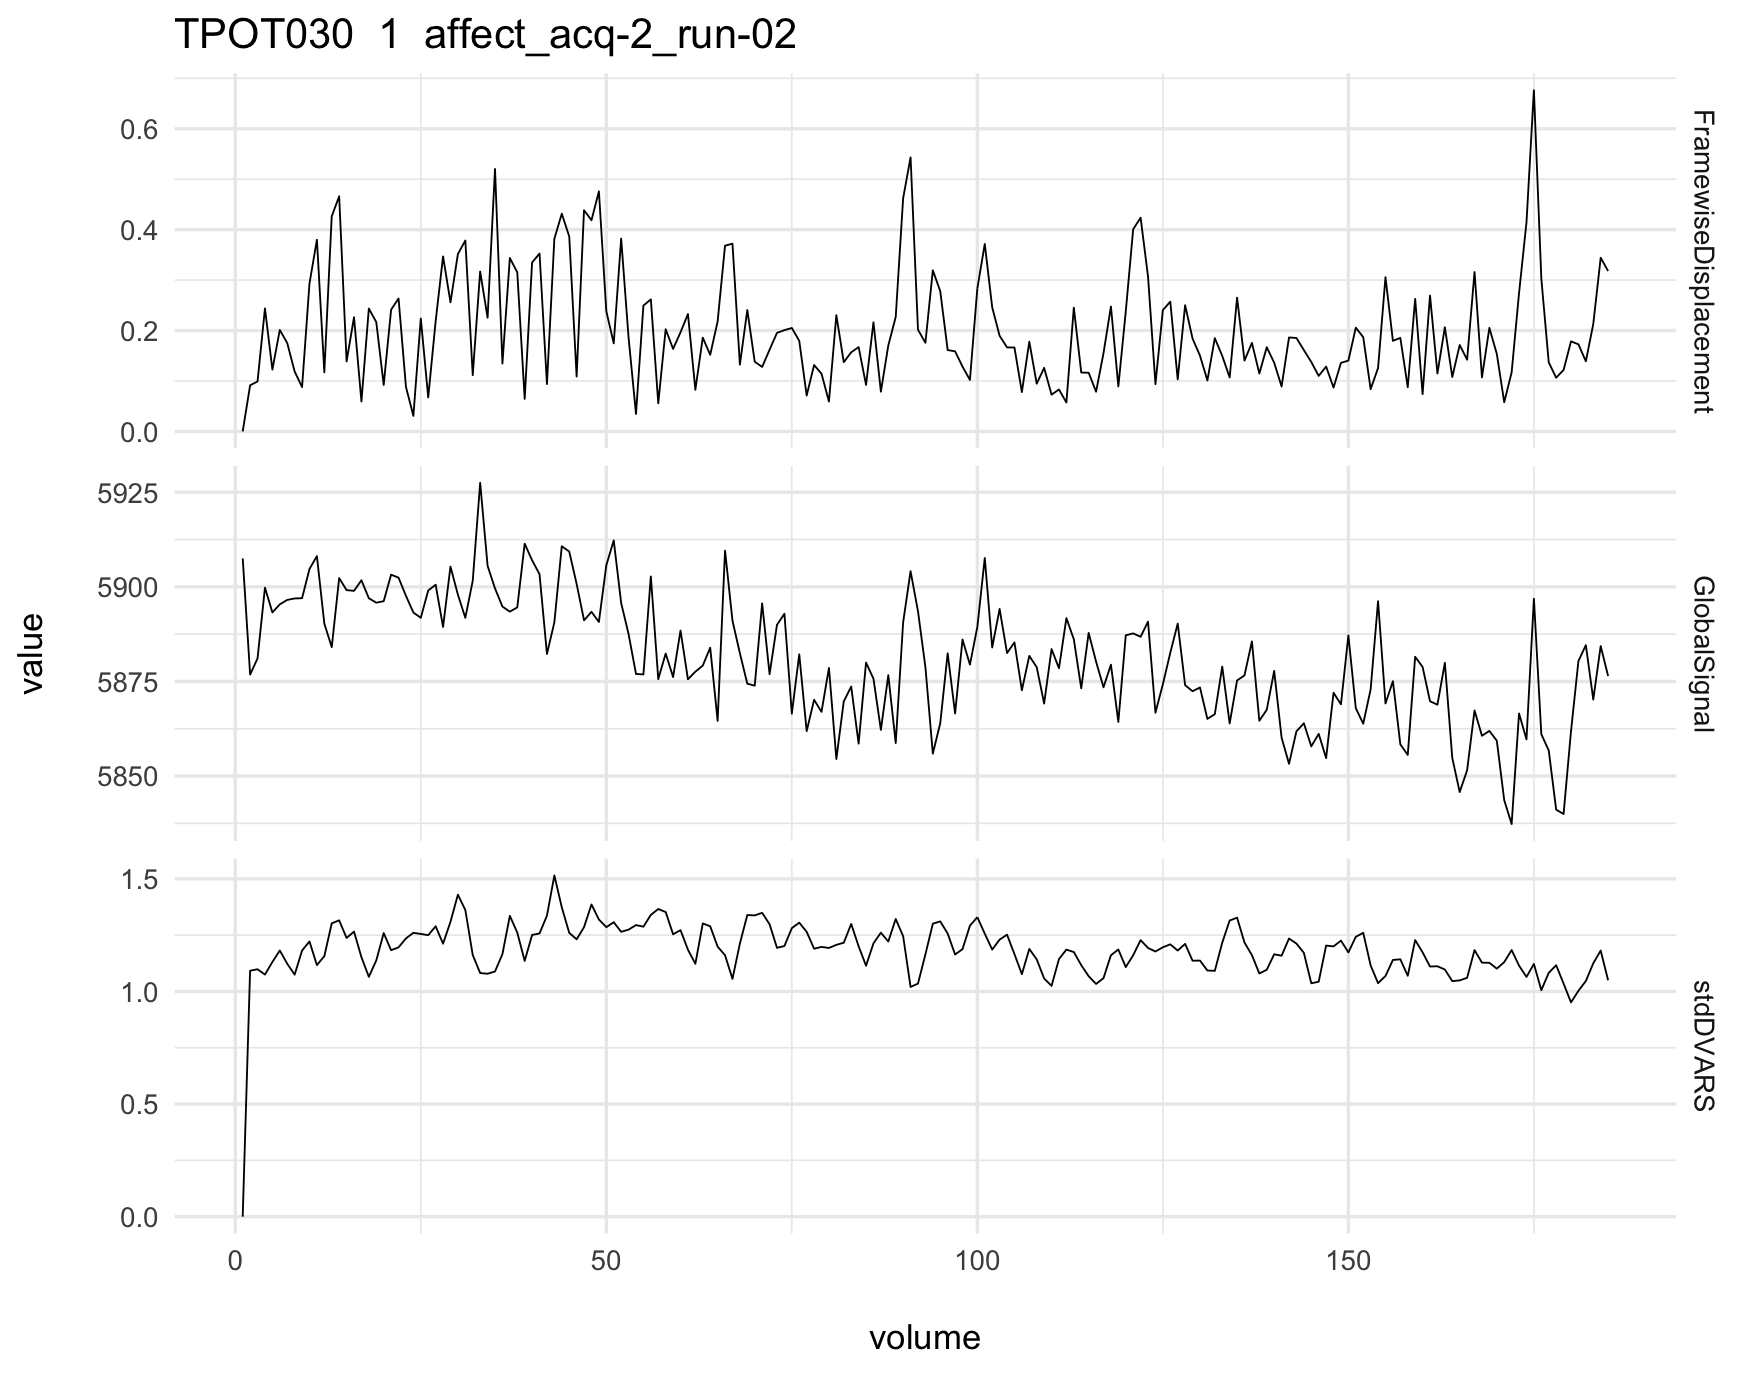 TPOT030 1 affect_acq-2_run-02
0.6
0.4
0.2
0.0
FramewiseDisplacement
5925
5900
5875
5850
GlobalSignal
value
1.5
1.0
0.5
0.0
stdDVARS
0 50 100 150
volume